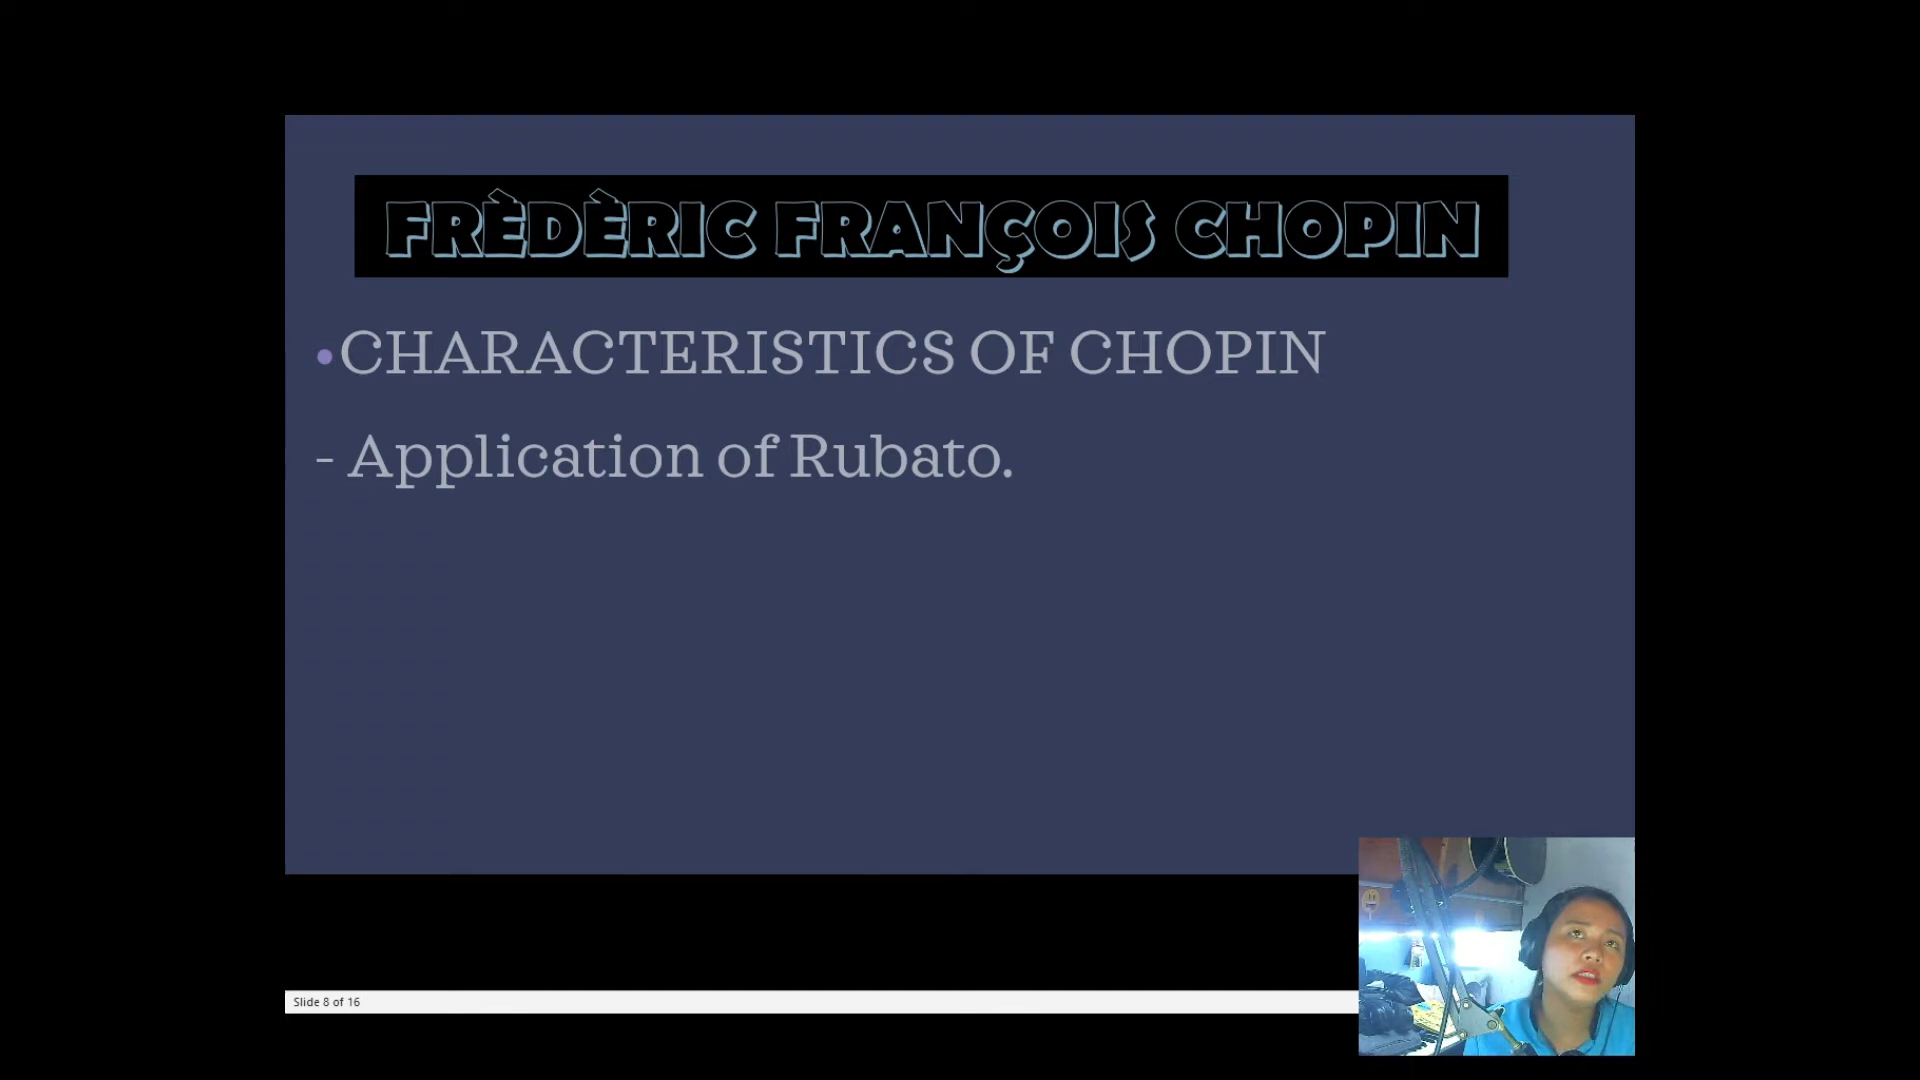 FRÈDÈRIC FRANÇOIS CHOPIN
•CHARACTERISTICS OF CHOPIN
- Application of Rubato.
Slide 8 of 16